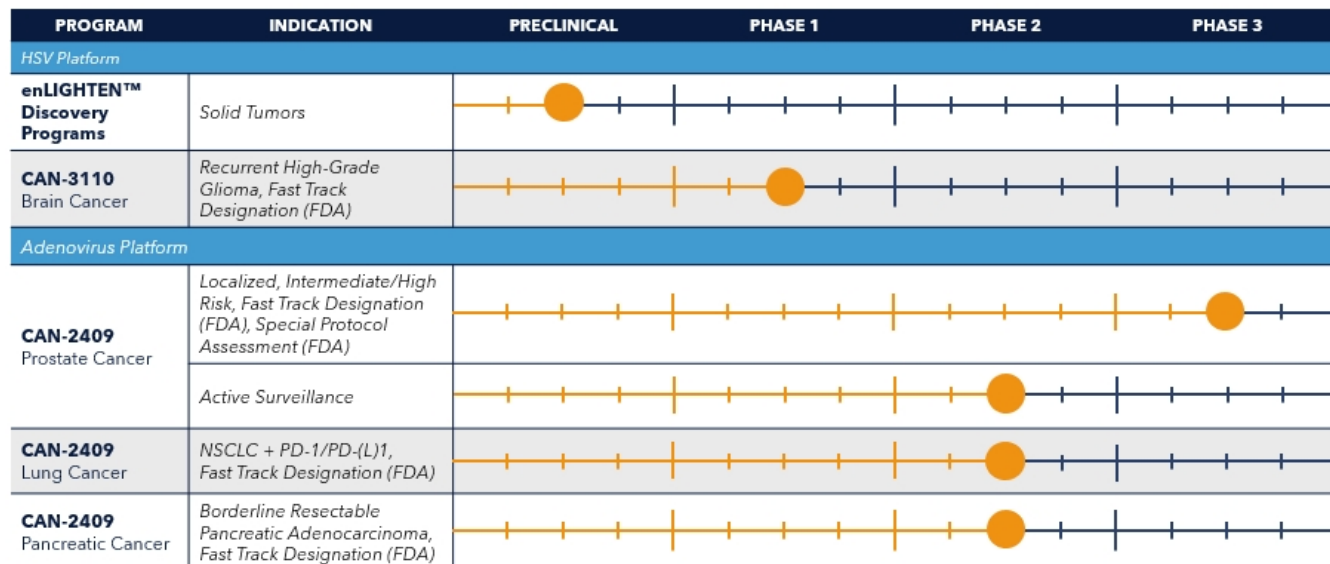 PROGRAM INDICATION PRECLINICAL PHASE 1 PHASE 2 PHASE 3
HSV Platform
enLIGHTEN™
Discovery
Programs
Solid Tumors
CAN-3110
Brain Cancer
Recurrent High-Grade
Glioma, Fast Track
Designation (FDA)
Adenovirus Platform
CAN-2409
Prostate Cancer
Localized, Intermediate/High
Risk, Fast Track Designation
(FDA), Special Protocol
Assessment (FDA)
Active Surveillance
CAN-2409
Lung Cancer
NSCLC + PD-1/PD-(L)1,
Fast Track Designation (FDA)
CAN-2409
Pancreatic Cancer
Borderline Resectable
Pancreatic Adenocarcinoma,
Fast Track Designation (FDA)